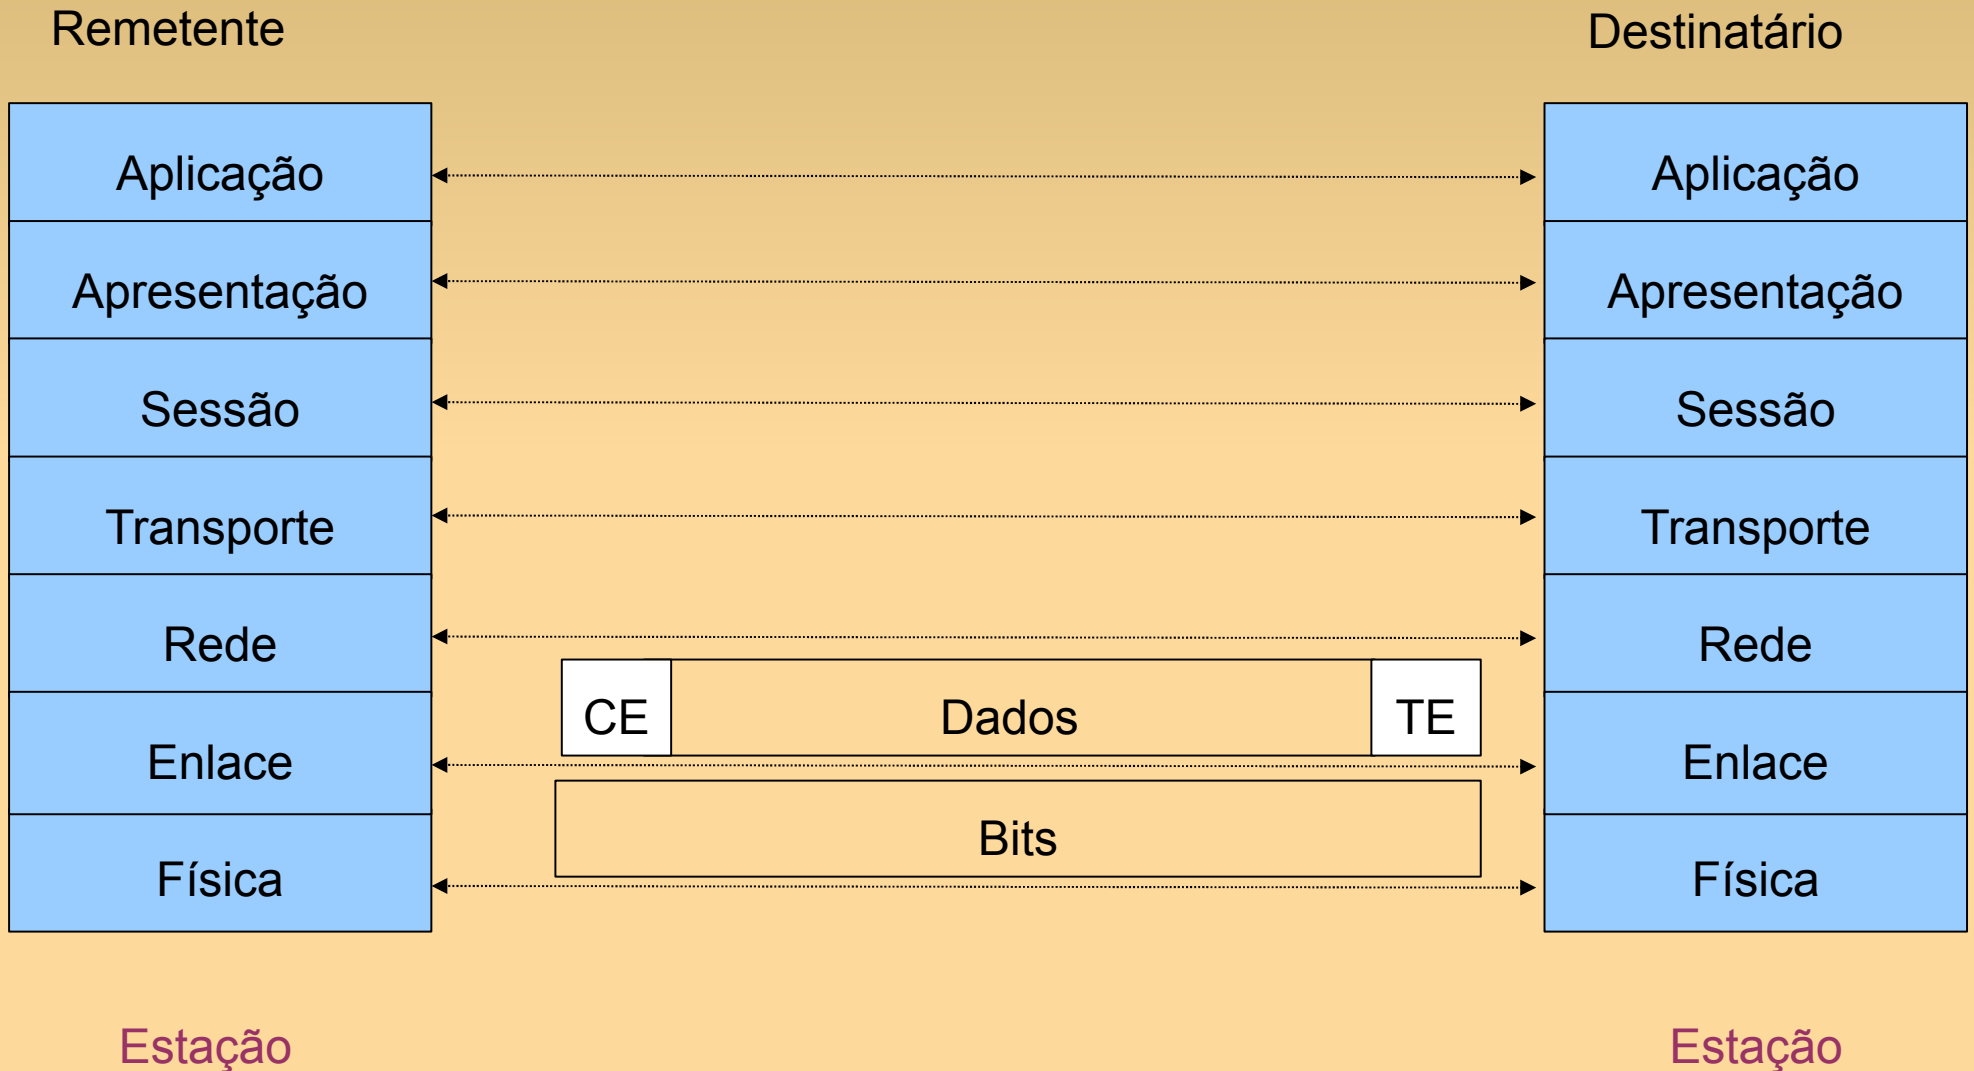 Remetente
Destinatário
Aplicação
Aplicação
Apresentação
Apresentação
Sessão
Sessão
Transporte
Transporte
Rede
Rede
CE
Dados
TE
Enlace
Enlace
Bits
Física
Física
Estação
Estação